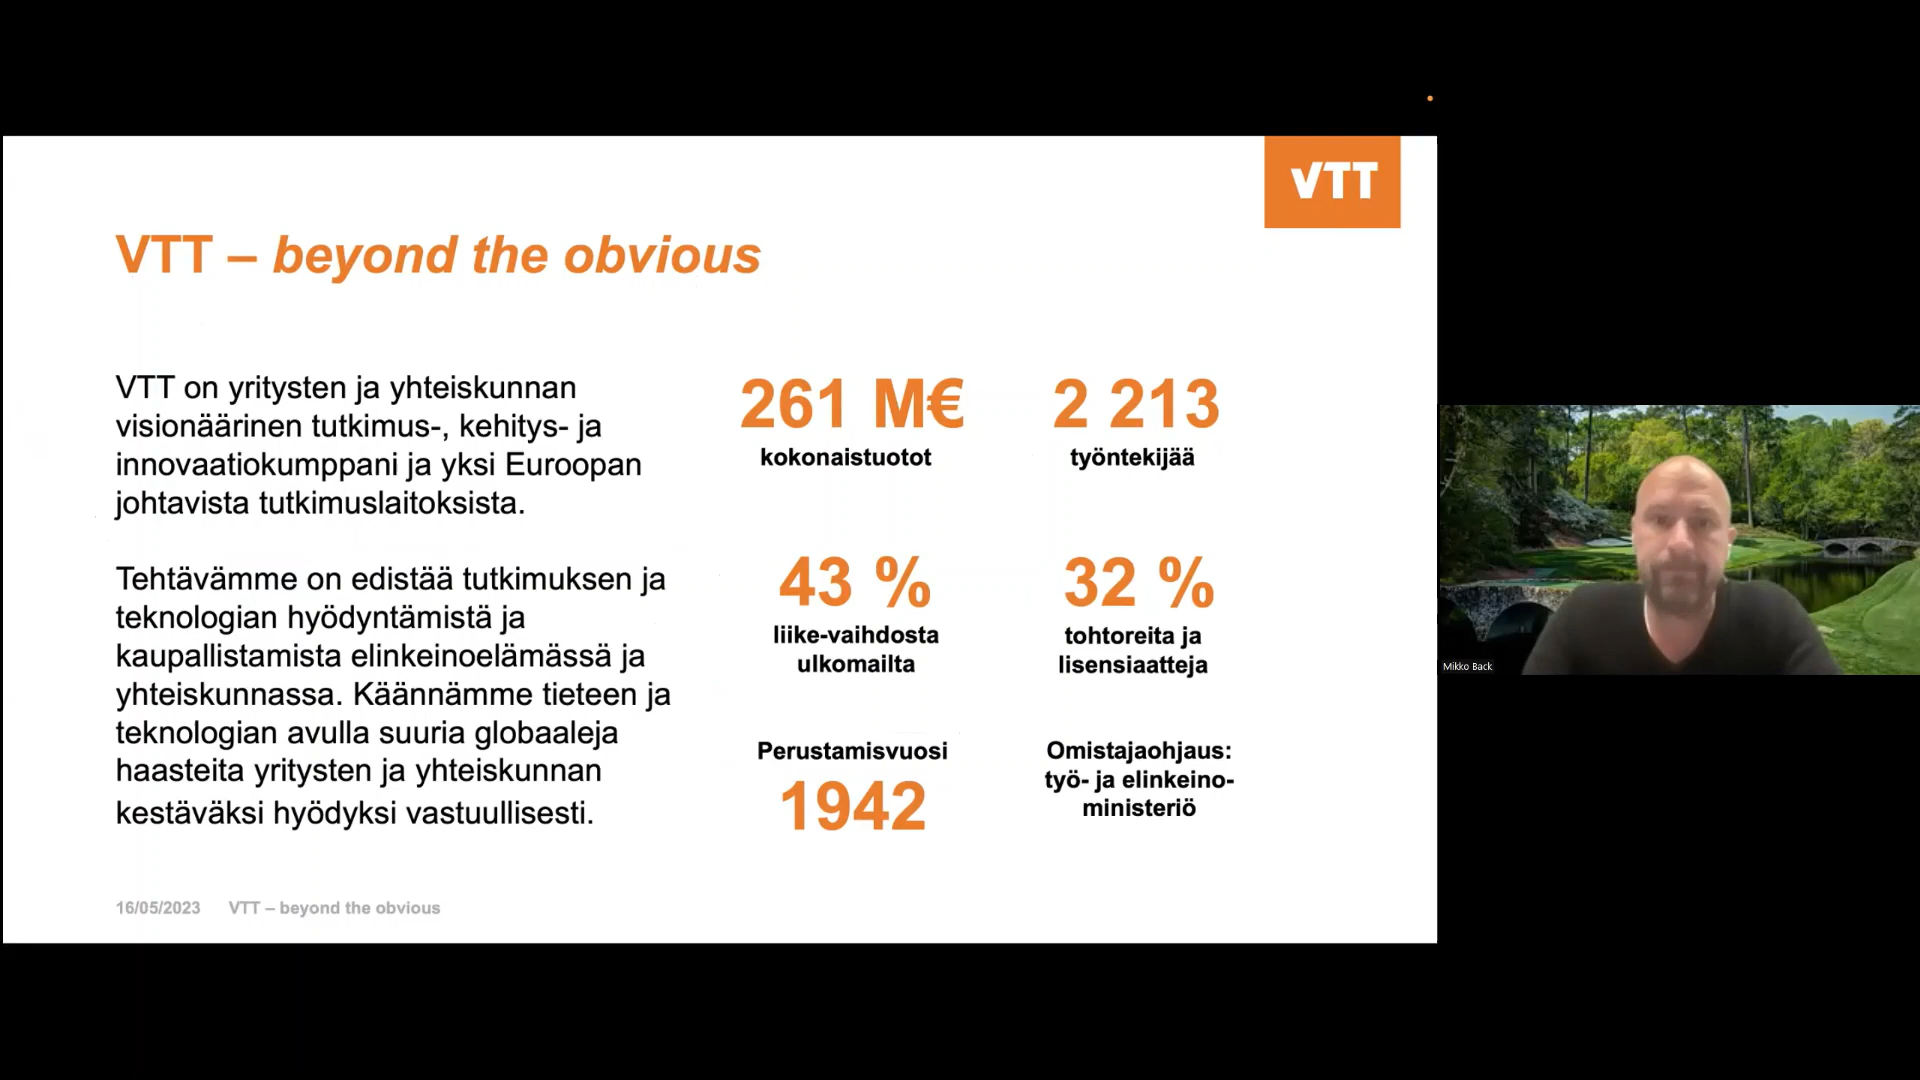 VTT
VTT – beyond the obvious
VTT on yritysten ja yhteiskunnan
visionäärinen tutkimus-, kehitys- ja
innovaatiokumppani ja yksi Euroopan
johtavista tutkimuslaitoksista.
Tehtävämme on edistää tutkimuksen ja
teknologian hyödyntämistä ja
kaupallistamista elinkeinoelämässä ja
yhteiskunnassa. Käännämme tieteen ja
teknologian avulla suuria globaaleja
haasteita yritysten ja yhteiskunnan
kestäväksi hyödyksi vastuullisesti.
261 M€
kokonaistuotot
2 213
työntekijää
43 %
liike-vaihdosta
ulkomailta
32 %
tohtoreita ja
lisensiaatteja
Perustamisvuosi
1942
Omistajaohjaus:
työ- ja elinkeino-
ministeriö
16/05/2023 VTT – beyond the obvious
Mikko Back